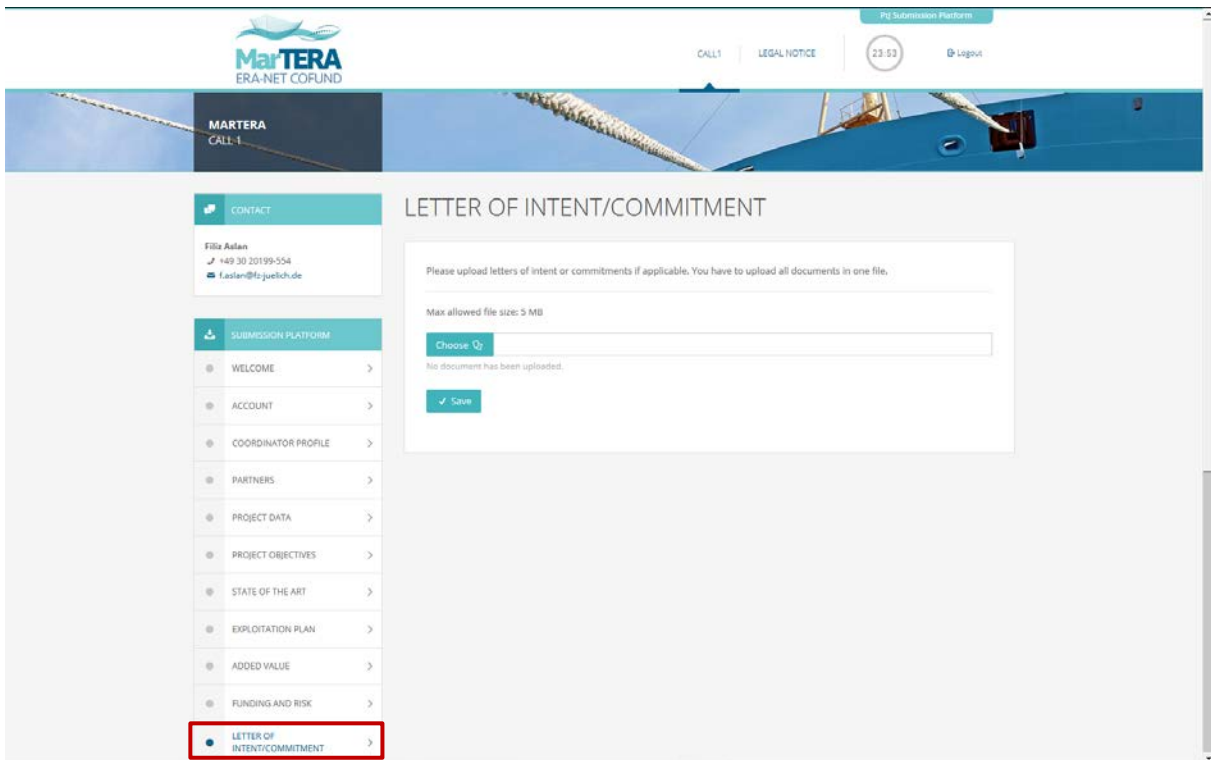 PtJ Submission Platform
MarTERA
ERA-NET COFUND
CALL1
LEGAL NOTICE
23:53
Logout
MARTERA
CALL 1
CONTACT
Filiz Aslan
+49 30 20199-554
f.aslan@fz-juelich.de
LETTER OF INTENT/COMMITMENT
Please upload letters of intent or commitments if applicable. You have to upload all documents in one file.
Max allowed file size: 5 MB
Choose
No document has been uploaded.
Save
SUBMISSION PLATFORM
WELCOME
ACCOUNT
COORDINATOR PROFILE
PARTNERS
PROJECT DATA
PROJECT OBJECTIVES
STATE OF THE ART
EXPLOITATION PLAN
ADDED VALUE
FUNDING AND RISK
LETTER OF
INTENT/COMMITMENT